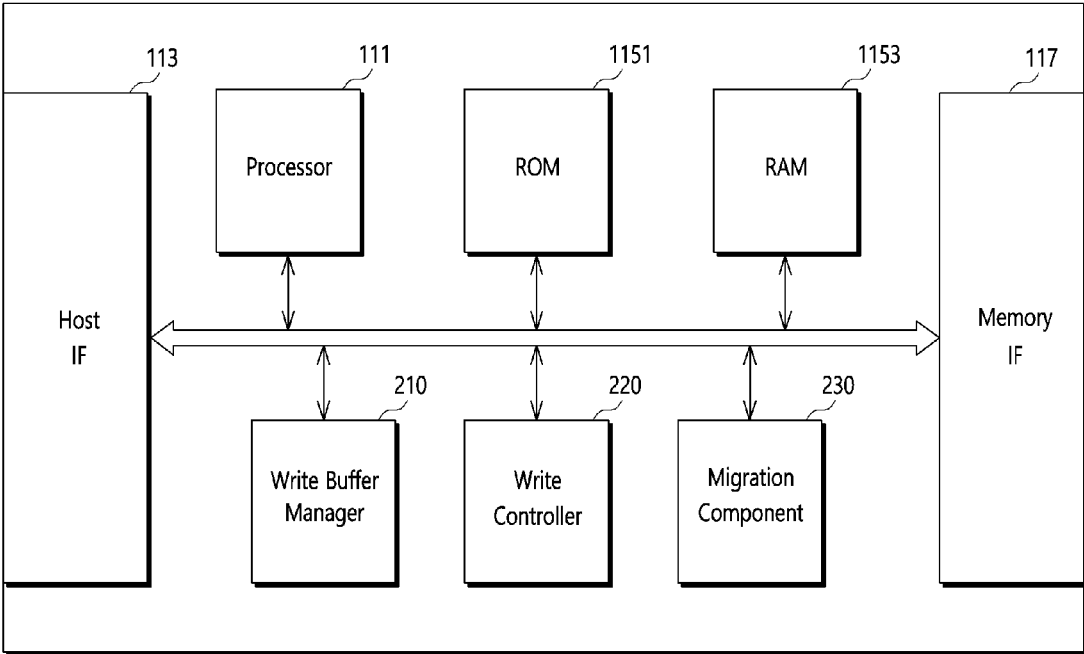 113
111
1151
1153
117
Processor
ROM
RAM
Host
IF
Memory
IF
210
220
230
Write Buffer
Manager
Write
Controller
Migration
Component